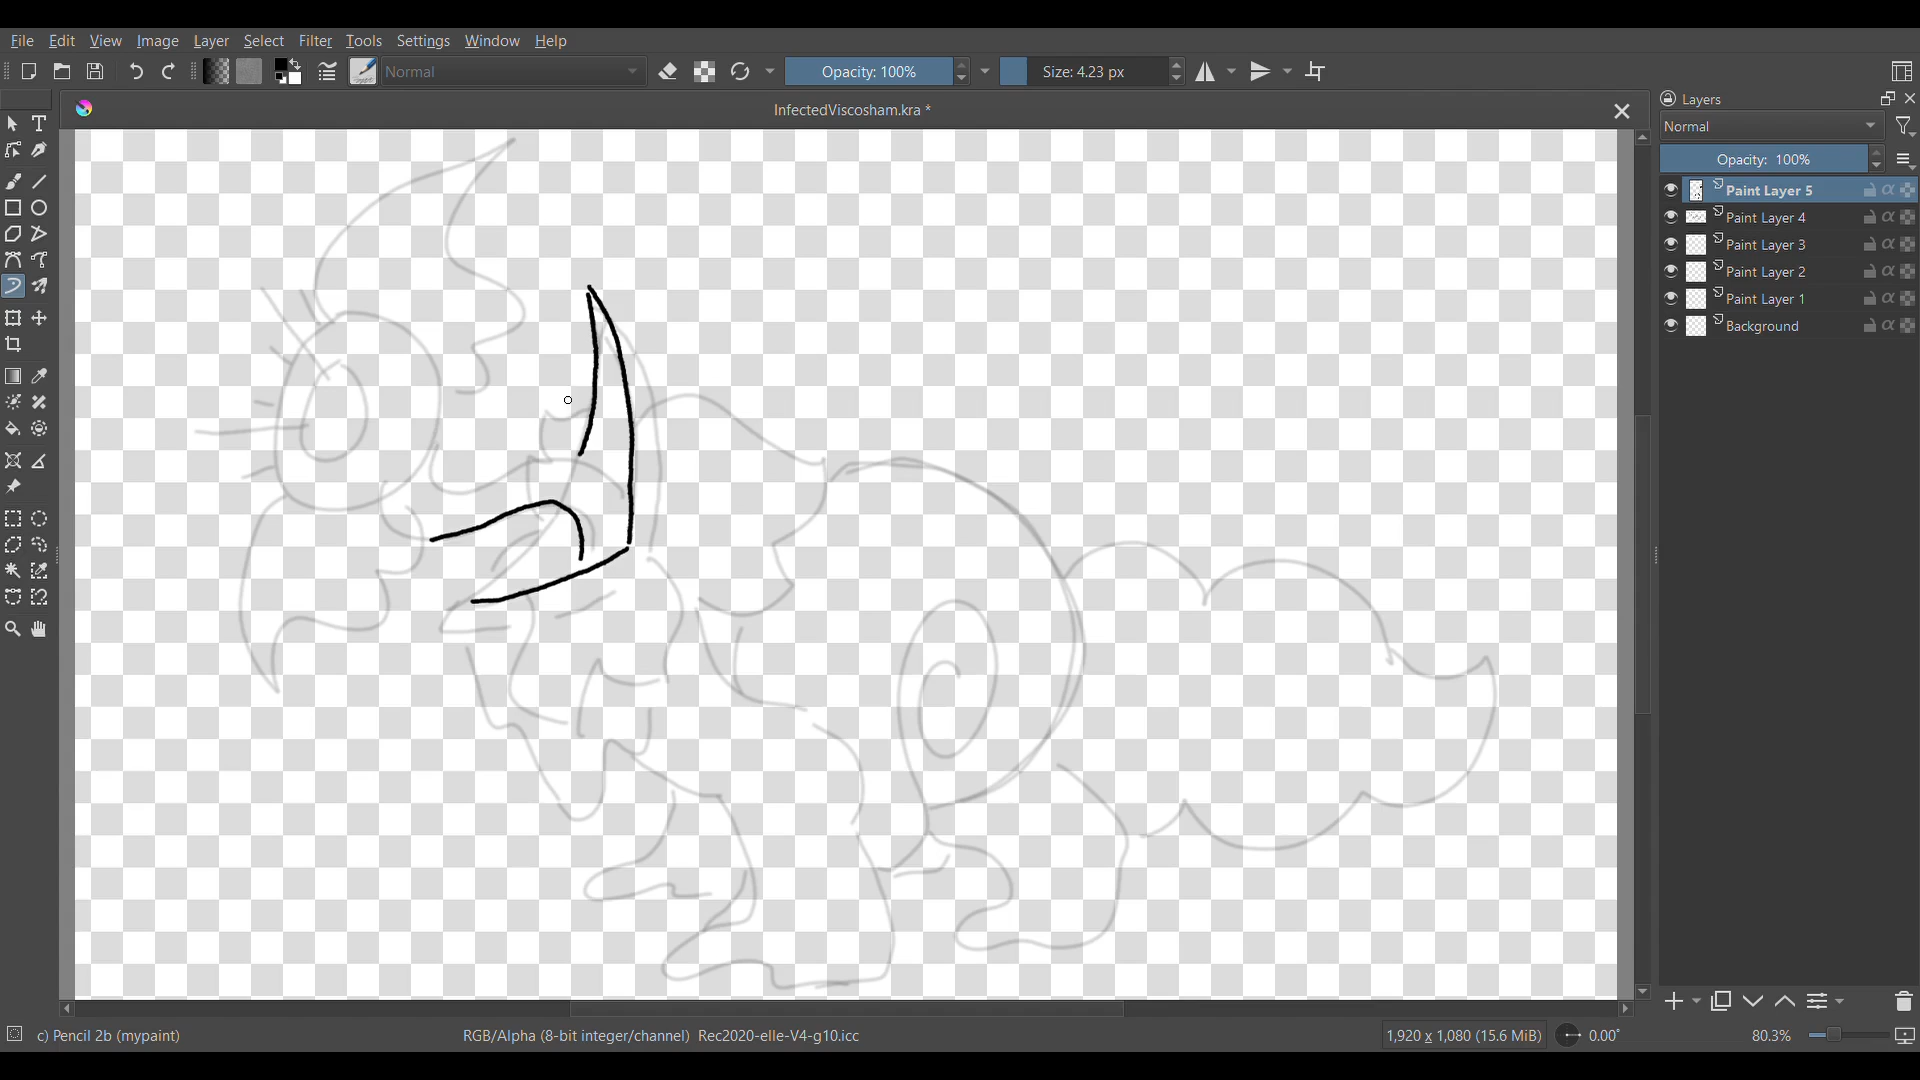 File Edit View Image Layer Select Filter Tools Settings Window Help
Normal
Opacity: 100%
Size: 4.23 px
InfectedViscosham.kra *
Layers
Normal
Opacity: 100%
Paint Layer 5
Paint Layer 4
Paint Layer 3
Paint Layer 2
Paint Layer 1
Background
c) Pencil 2b (mypaint)
RGB/Alpha (8-bit integer/channel) Rec2020-elle-V4-g10.icc
1,920 x 1,080 (15.6 MiB)
0.00°
80.3%